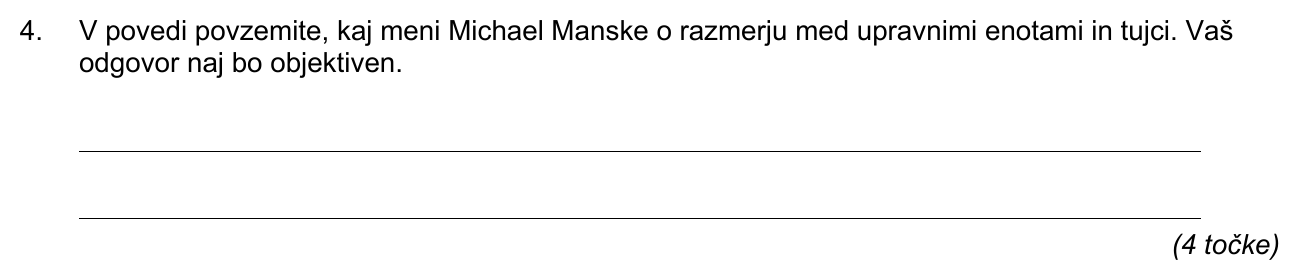 4. V povedi povzemite, kaj meni Michael Manske o razmerju med upravnimi enotami in tujci. Vaš
odgovor naj bo objektiven.
(4 točke)